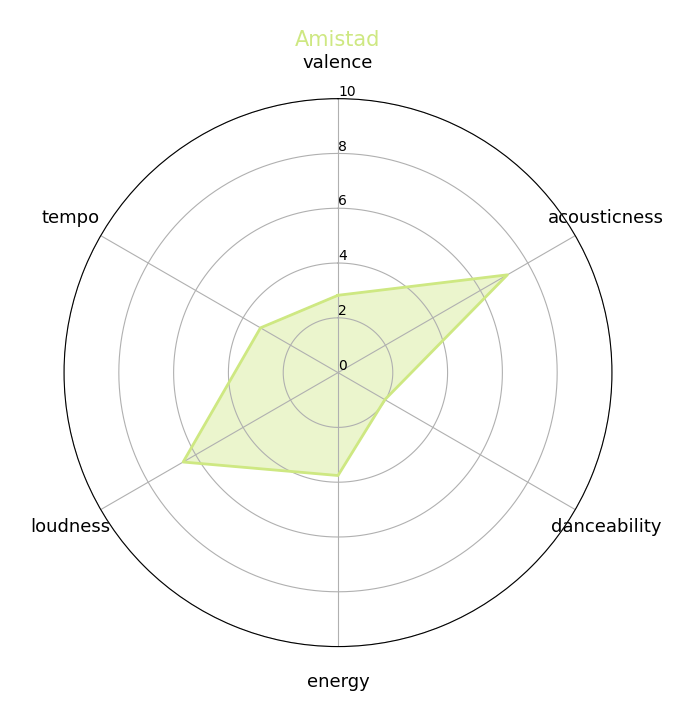 Amistad
valence
10
8
tempo
6
acousticness
4
2
0
loudness
danceability
energy